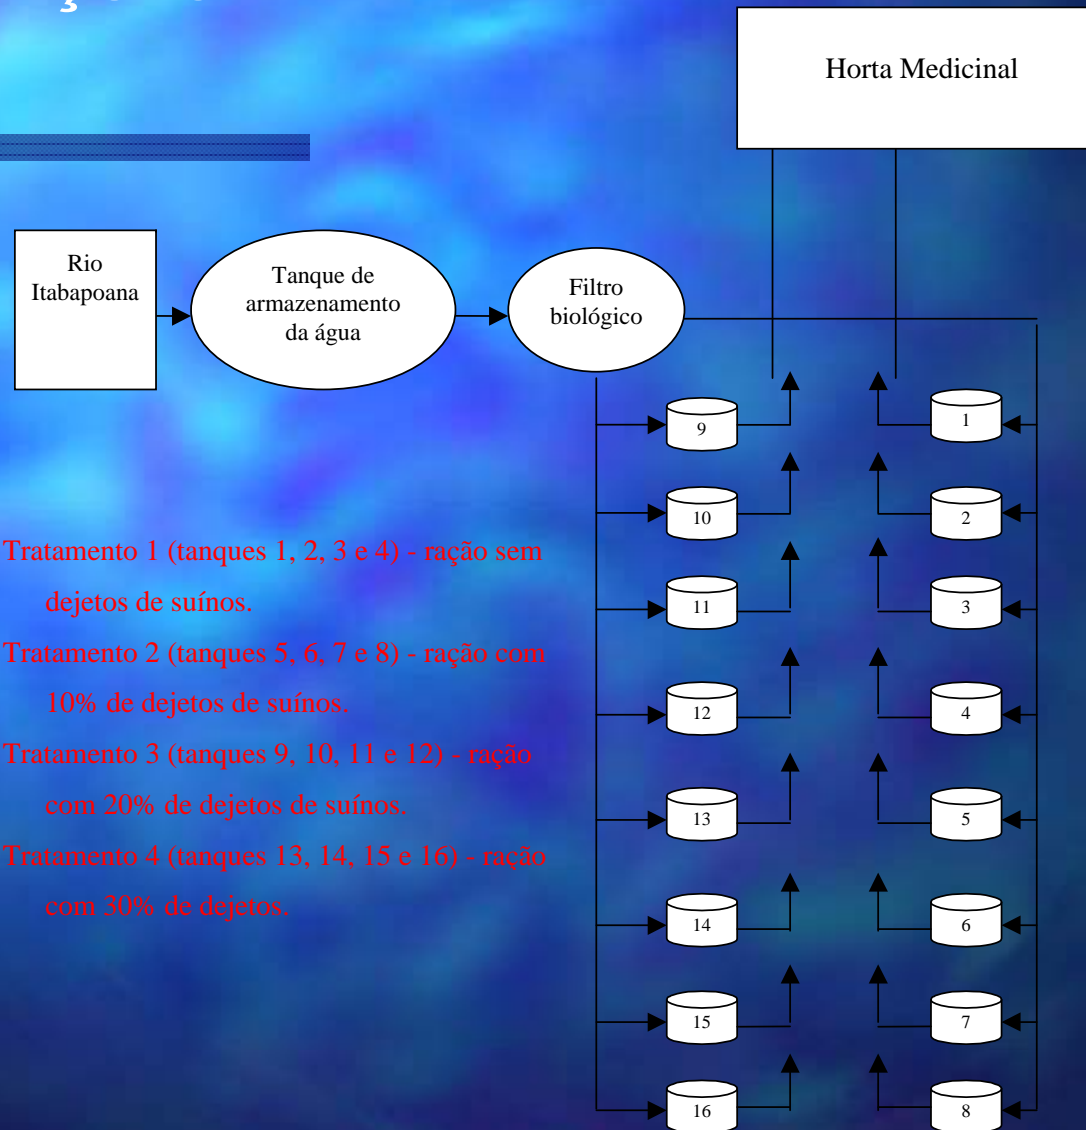 Horta Medicinal
Rio
Itabapoana
Tanque de
armazenamento
da água
Filtro
biológico
9
1
10
2
11
3
12
4
13
5
14
6
15
7
16
8
Tratamento 1 (tanques 1, 2, 3 e 4) - ração sem
dejetos de suínos.
Tratamento 2 (tanques 5, 6, 7 e 8) - ração com
10% de dejetos de suínos.
Tratamento 3 (tanques 9, 10, 11 e 12) - ração
com 20% de dejetos de suínos.
Tratamento 4 (tanques 13, 14, 15 e 16) - ração
com 30% de dejetos.